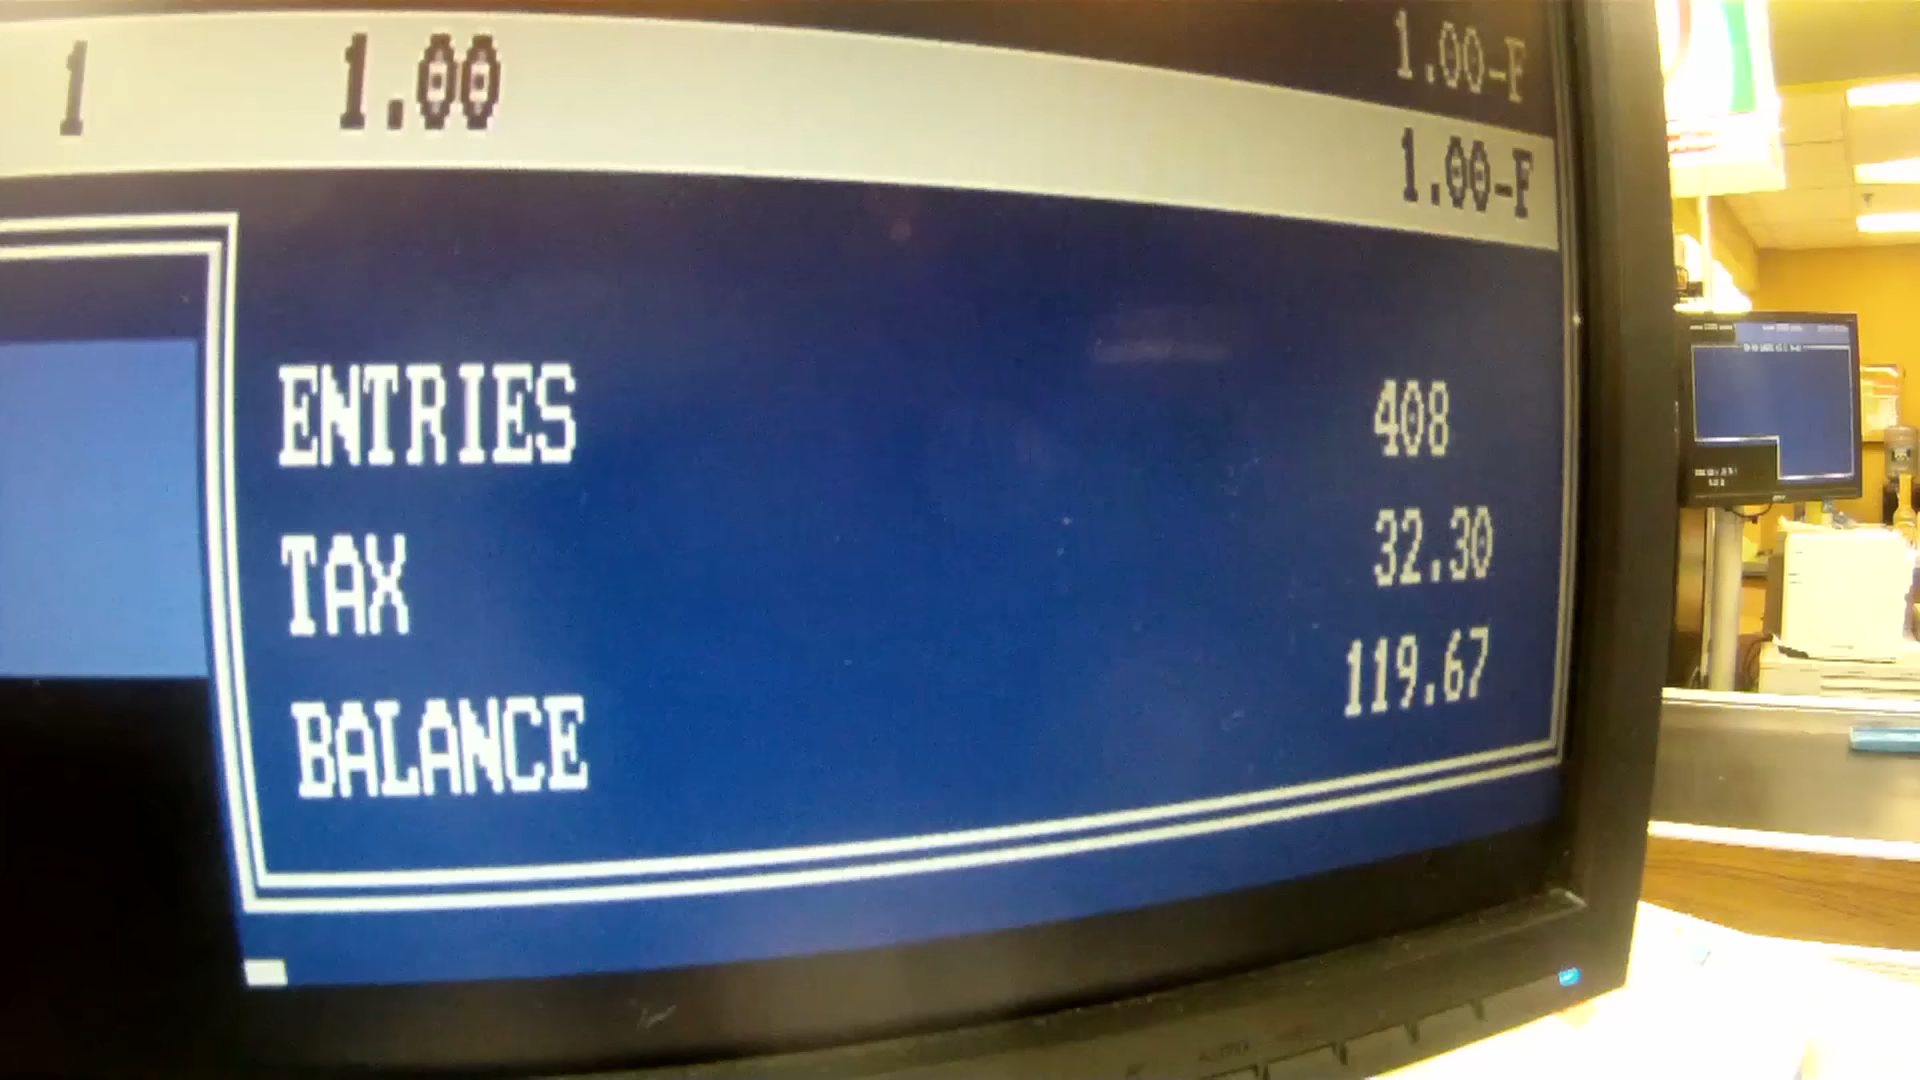 1.00-F
1 1.00 1.00-F
ENTRIES 408
TAX 32.30
BALANCE 119.67